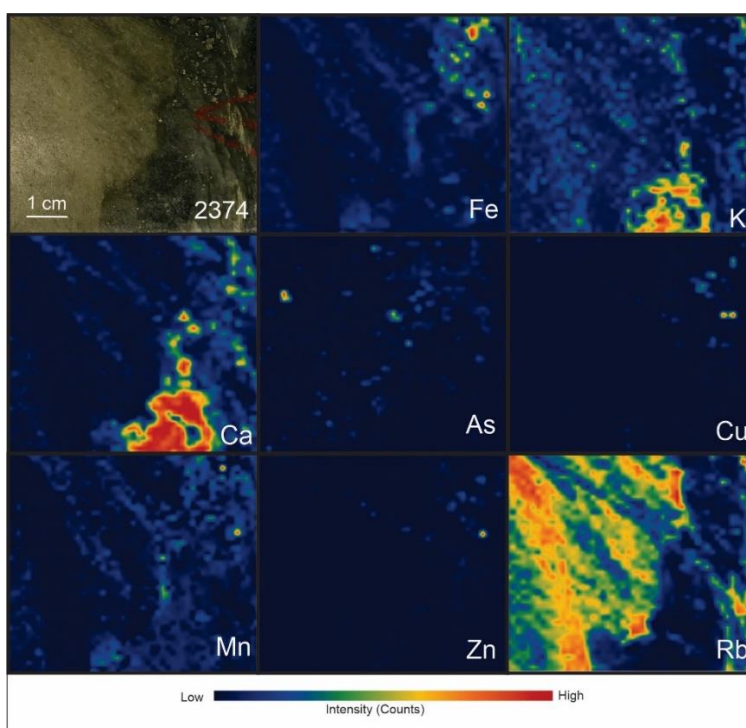 1 cm
2374
Fe
K
Ca
As
Cu
Mn
Zn
Rb
Low
High
Intensity (Counts)